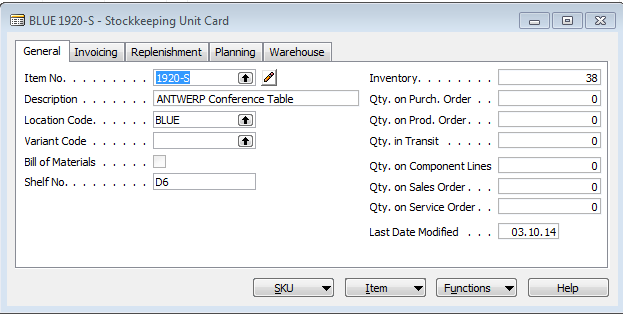 BLUE 1920-S - Stockkeeping Unit Card
General Invoicing Replenishment Planning Warehouse
Item No. . . . . . . . . . 1920-S Inventory. . . . . . . . 38
Description . . . . . . . . ANTWERP Conference Table Qty. on Purch. Order . . 0
Location Code. . . . . . . BLUE Qty. on Prod. Order. . . 0
Variant Code . . . . . . . Qty. in Transit . . . . . 0
Bill of Materials . . . . . Qty. on Component Lines 0
Shelf No. . . . . . . . . . D6 Qty. on Sales Order. . . 0
Qty. on Service Order. . 0
Last Date Modified . . . 03.10.14
SKU Item Functions Help